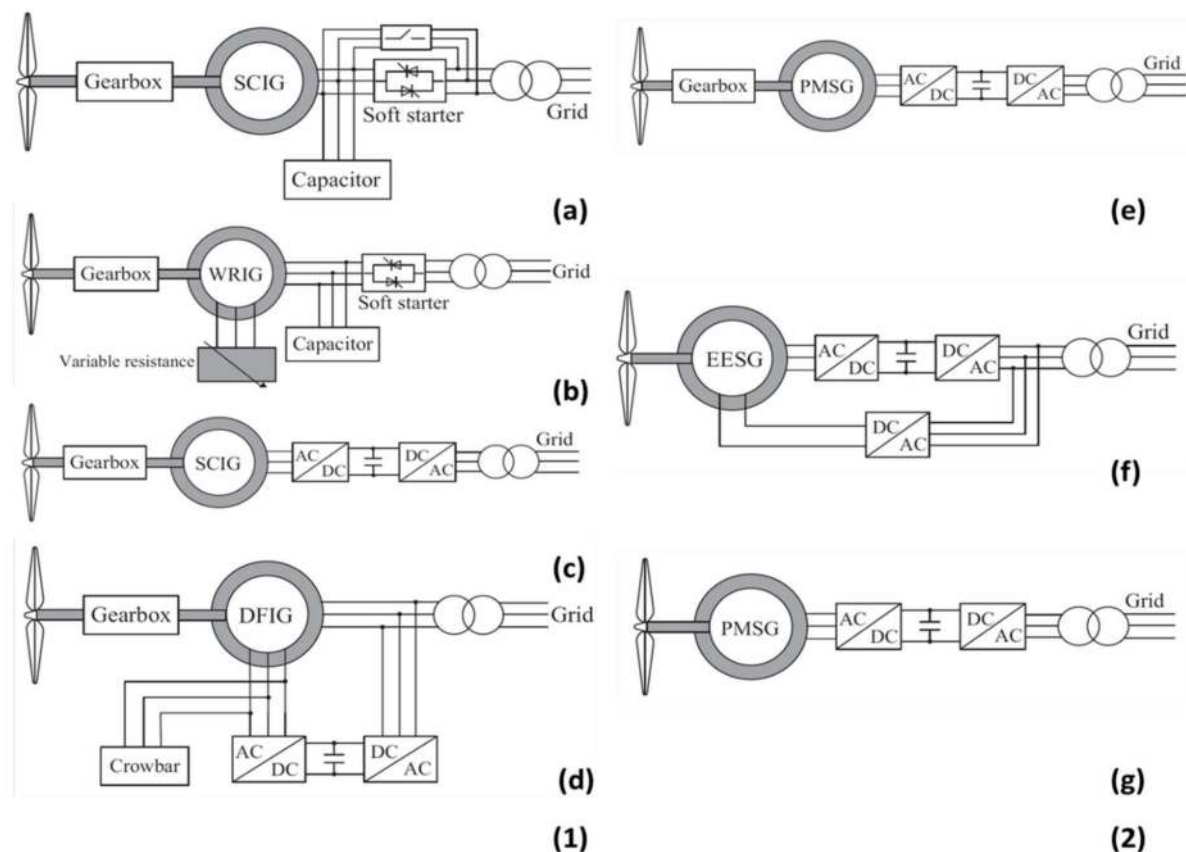 Gearbox
SCIG
Soft starter
Grid
Capacitor
(a)
Gearbox
WRIG
Grid
Soft starter
Capacitor
Variable resistance
(b)
Gearbox
SCIG
AC
DC
DC
AC
Grid
(c)
Gearbox
DFIG
Grid
Crowbar
AC
DC
DC
AC
(d)
(1)
Gearbox
PMSG
AC
DC
DC
AC
Grid
(e)
EESG
AC
DC
DC
AC
Grid
DC
AC
(f)
PMSG
AC
DC
DC
AC
Grid
(g)
(2)